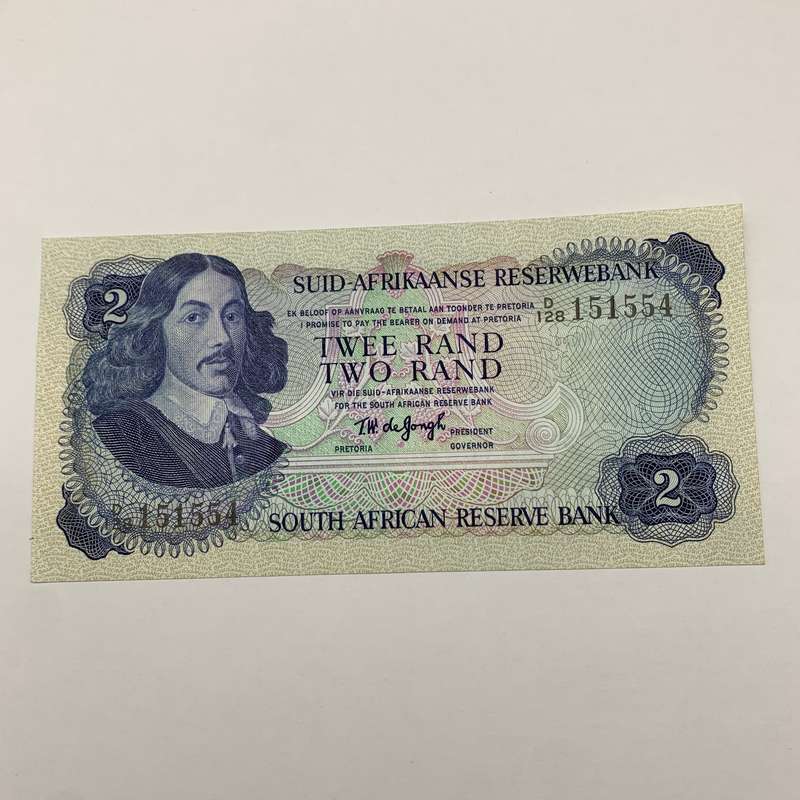 2
SUID-AFRIKAANSE RESERWEBANK
EK BELOOF OP AANVRAAG TE BETAAL AAN TOONDER TE PRETORIA
I PROMISE TO PAY THE BEARER ON DEMAND AT PRETORIA
D/128 151554
TWEE RAND
TWO RAND
VIR DIE SUID-AFRIKAANSE RESERWEBANK
FOR THE SOUTH AFRICAN RESERVE BANK
TW de Jongh
PRESIDENT
PRETORIA GOVERNOR
2
151554
SOUTH AFRICAN RESERVE BANK